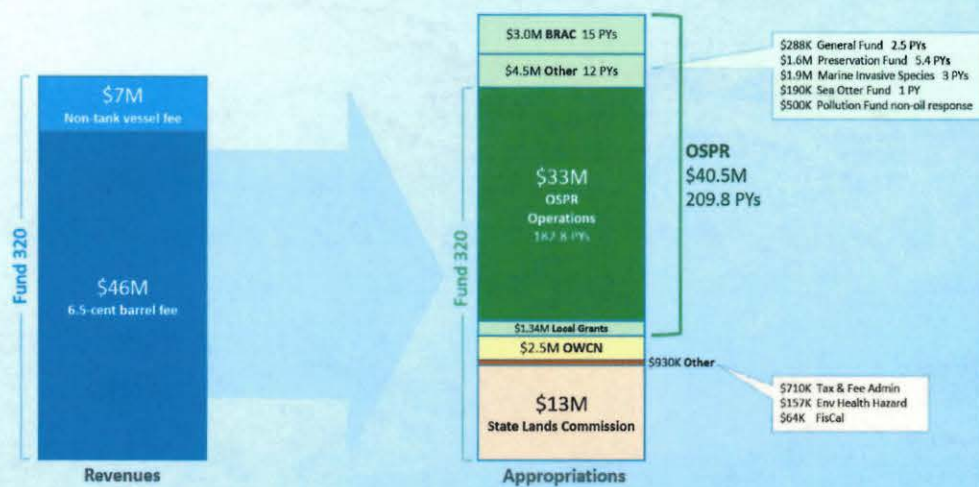 $7M
Non-tank vessel fee
$46M
6.5-cent barrel fee
Fund 320
Revenues
$3.0M BRAC 15 PYs
$4.5M Other 12 PYs
$33M
OSPR
Operations
182.8 PYs
$1.34M Local Grants
$2.5M OWCN
$930K Other
$13M
State Lands Commission
Fund 320
Appropriations
OSPR
$40.5M
209.8 PYs
$288K General Fund 2.5 PYs
$1.6M Preservation Fund 5.4 PYs
$1.9M Marine Invasive Species 3 PYs
$190K Sea Otter Fund 1 PY
$500K Pollution Fund non-oil response
$710K Tax & Fee Admin
$157K Env Health Hazard
$64K FisCal